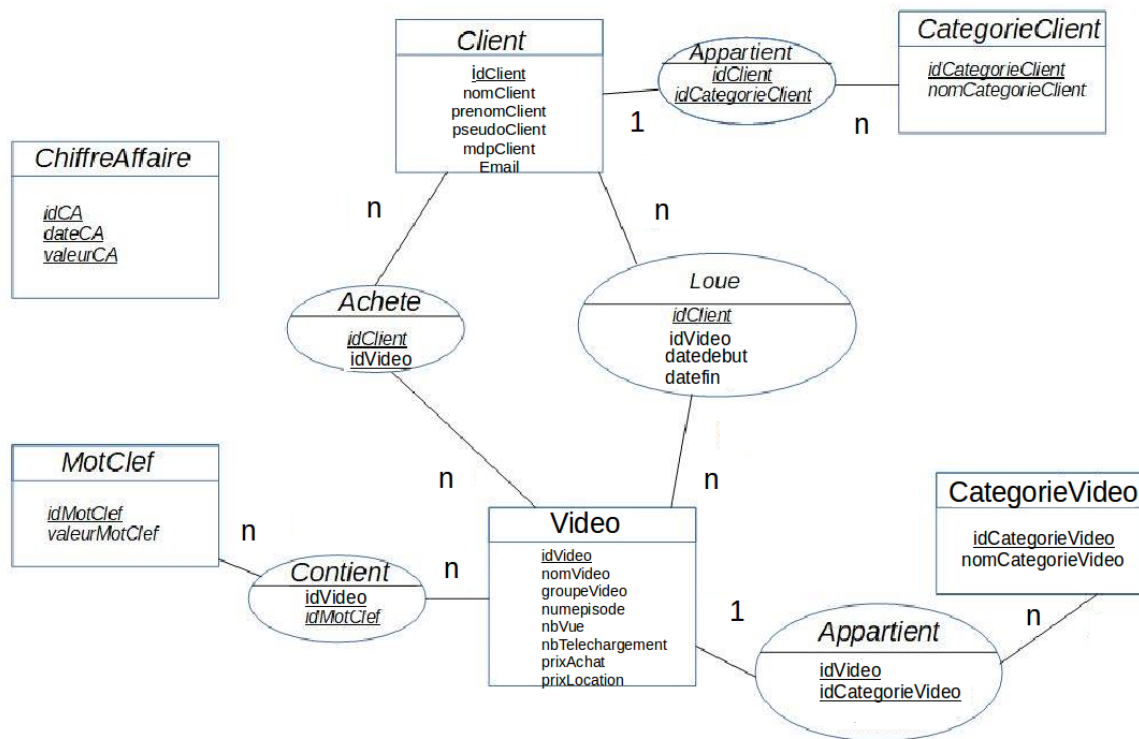 Client
idClient
nomClient
prenomClient
pseudoClient
mdpClient
Email
Appartient
idClient
idCategorieClient
1
n
CategorieClient
idCategorieClient
nomCategorieClient
ChiffreAffaire
idCA
dateCA
valeurCA
n
n
Achete
idClient
idVideo
Loue
idClient
idVideo
datedebut
datefin
n
n
MotClef
idMotClef
valeurMotClef
n
Contient
idVideo
idMotClef
n
Video
idVideo
nomVideo
groupeVideo
numepisode
nbVue
nbTelechargement
prixAchat
prixLocation
1
Appartient
idVideo
idCategorieVideo
n
CategorieVideo
idCategorieVideo
nomCategorieVideo